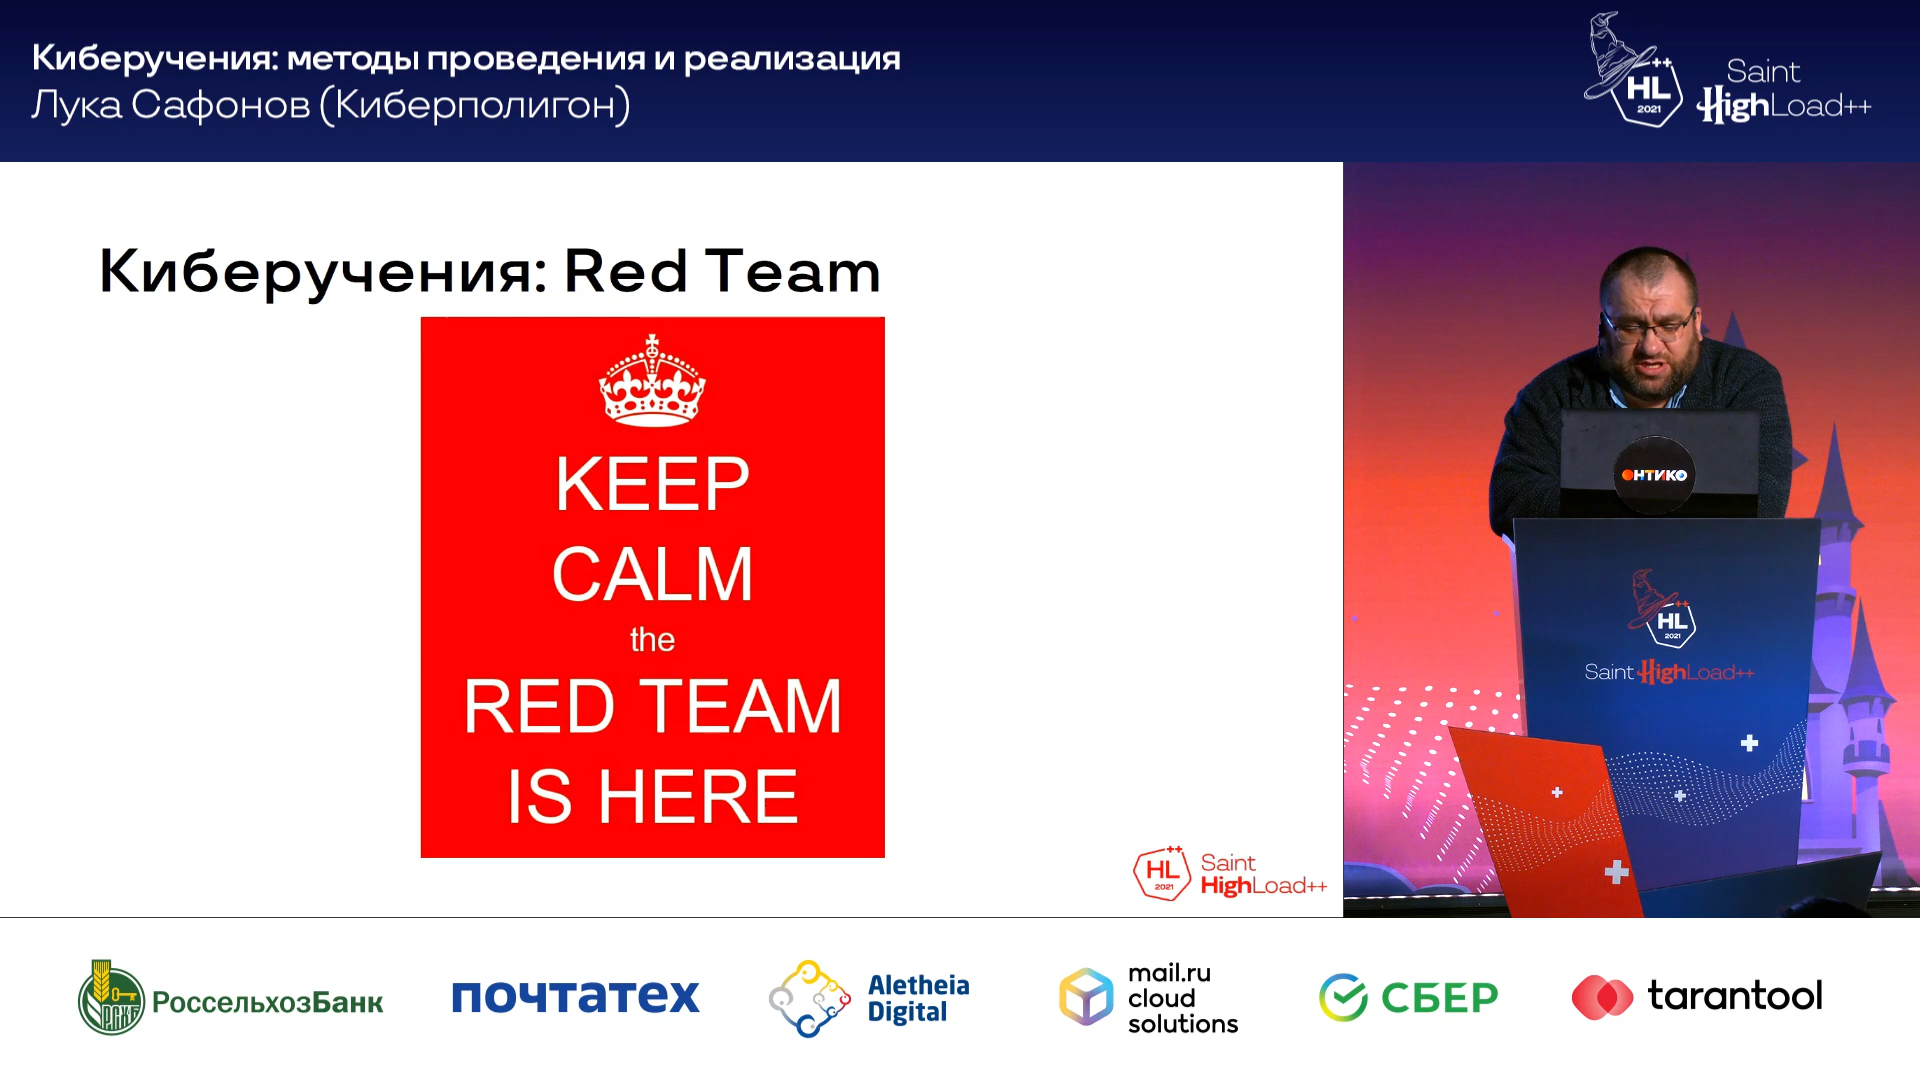 Киберучения: методы проведения и реализация
Лука Сафонов (Киберполигон)
HL++
2021
Saint
HighLoad++
Киберучения: Red Team
KEEP
CALM
the
RED TEAM
IS HERE
HL++
2021
Saint
HighLoad++
ОНТИКО
HL++
2021
Saint HighLoad++
РСХБ
РоссельхозБанк
почтатех
Aletheia
Digital
mail.ru
cloud
solutions
СБЕР
tarantool